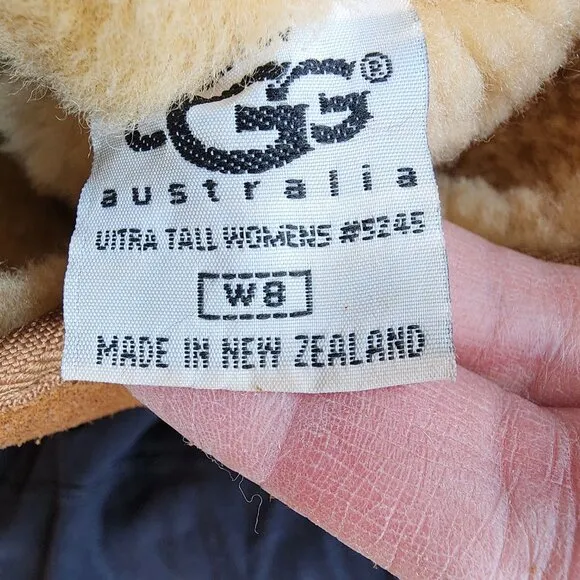 UGG®
australia
ULTRA TALL WOMENS #5245
W8
MADE IN NEW ZEALAND